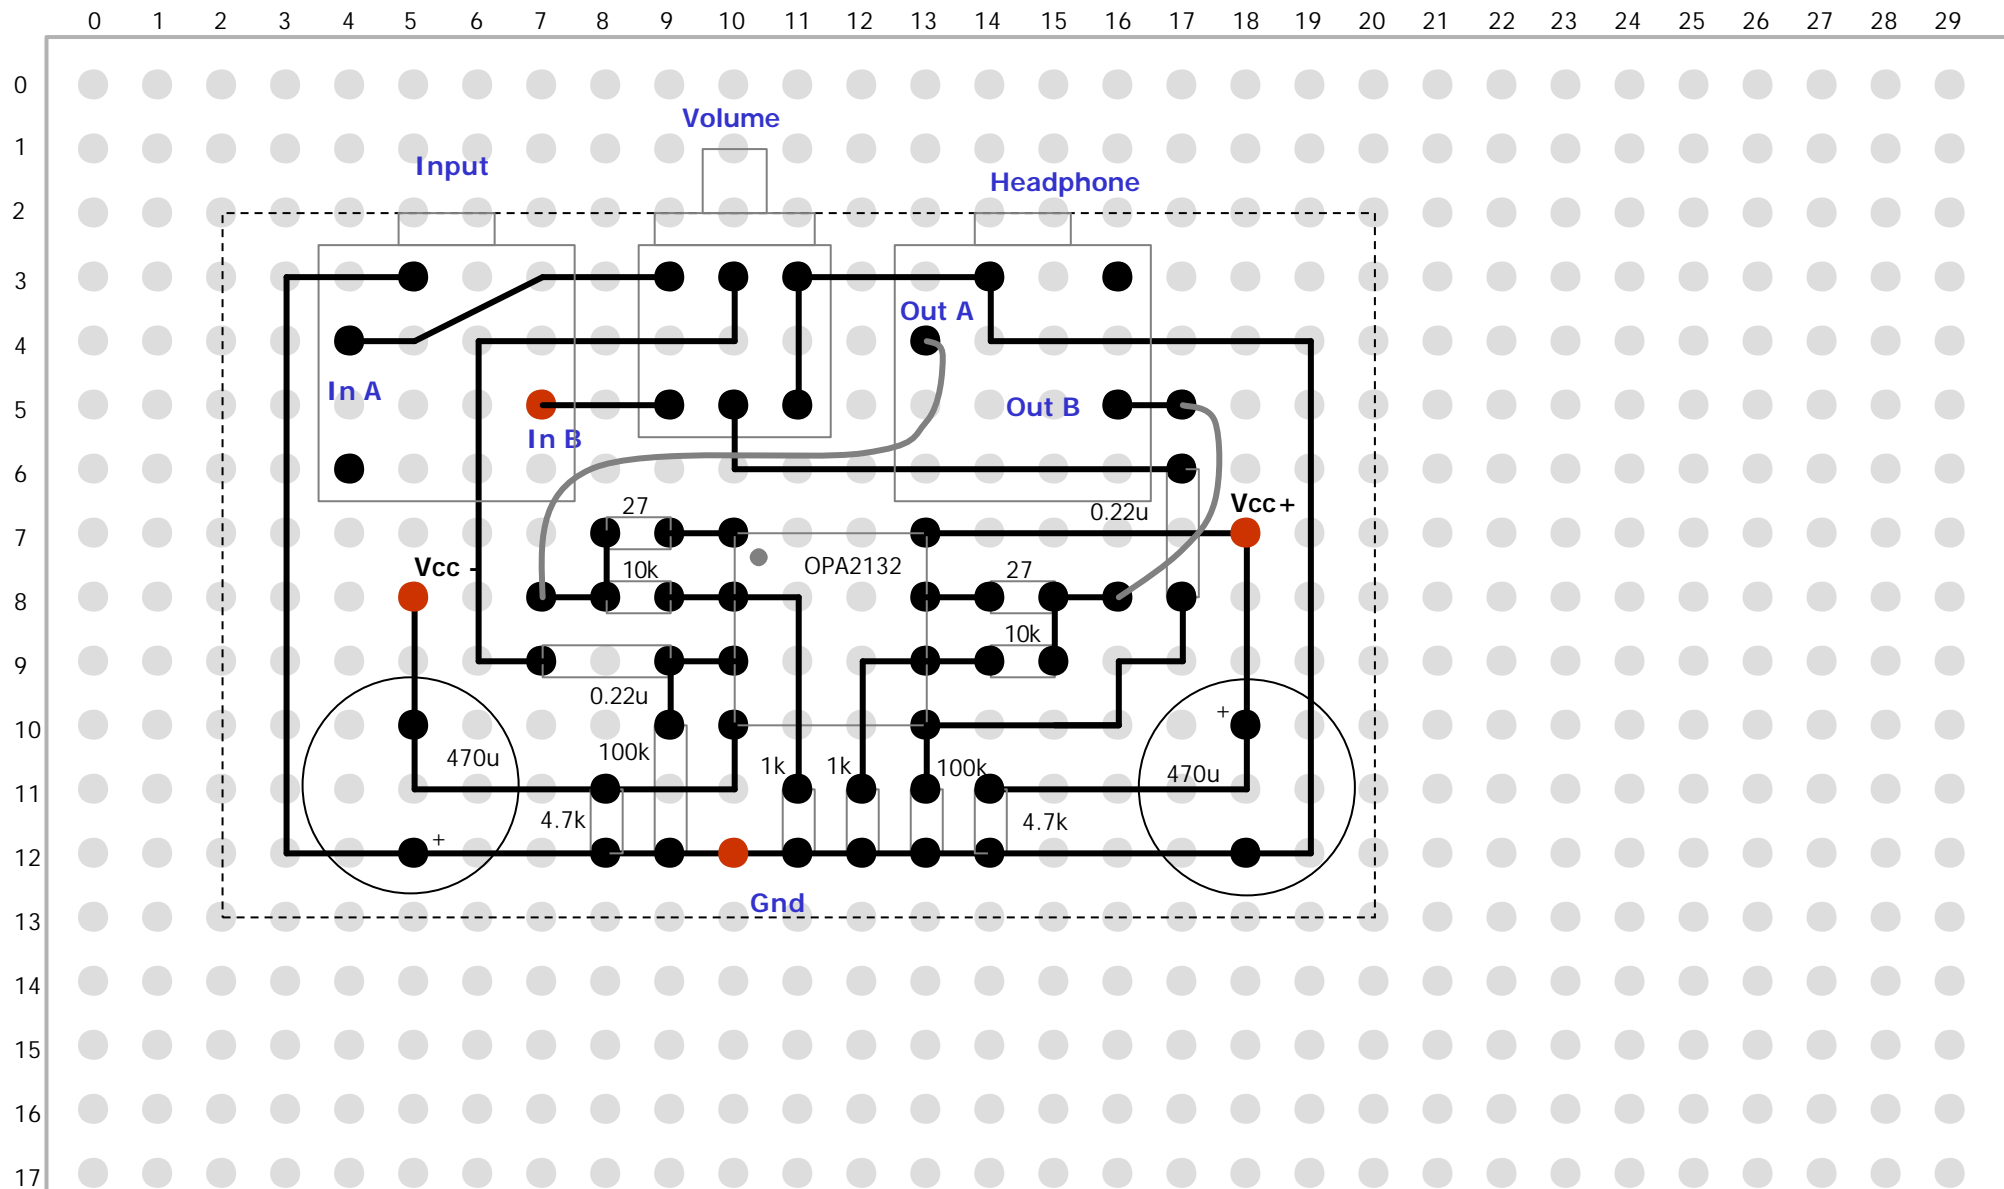 0 1 2 3 4 5 6 7 8 9 10 11 12 13 14 15 16 17 18 19 20 21 22 23 24 25 26 27 28 29
0
Volume
1
Input
Headphone
2
3
Out A
4
In A
5
Out B
In B
6
27
0.22u
Vcc+
7
Vcc -
10k
OPA2132
27
8
10k
9
0.22u
+
10
470u
100k
1k
1k
100k
470u
11
4.7k
4.7k
+
12
Gnd
13
14
15
16
17